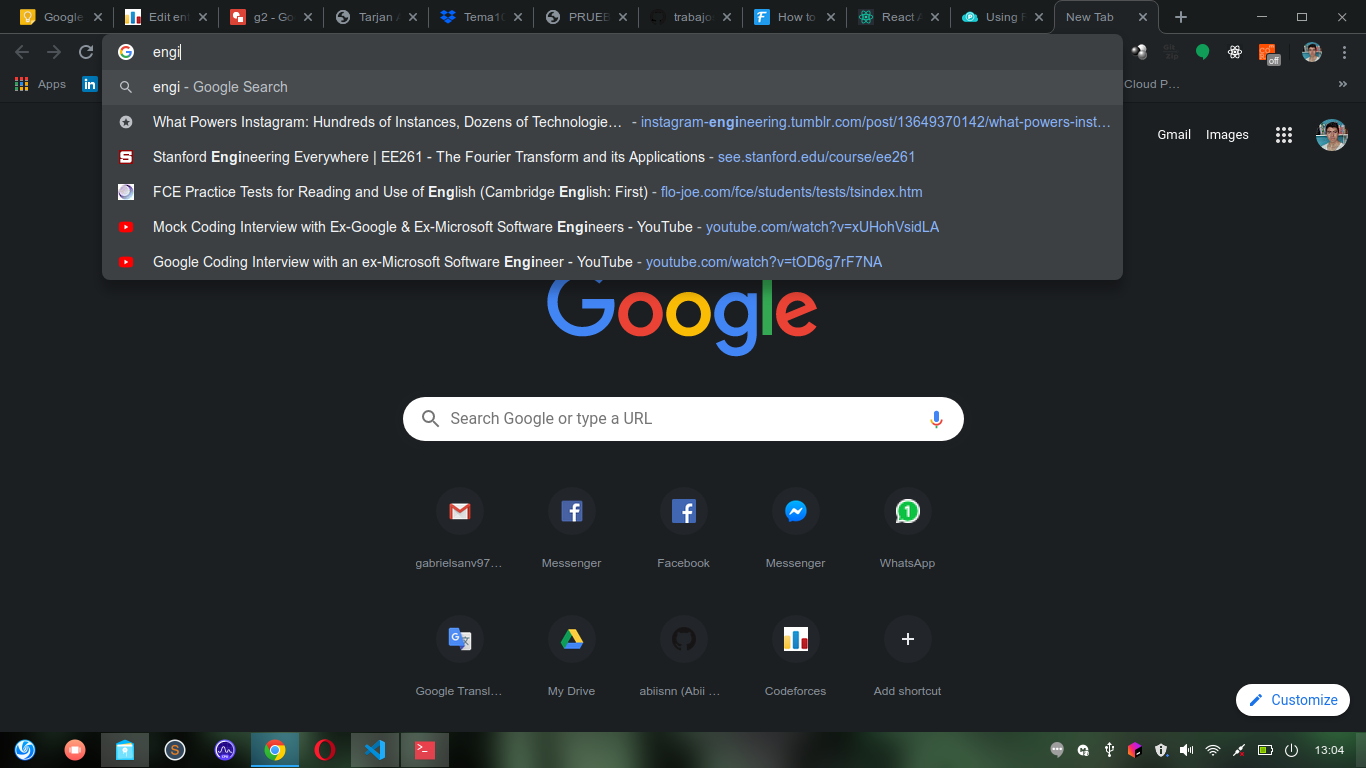 Google
Edit en
g2 - Go
Tarjan
Tema1
PRUEB
trabajo
How to
React A
Using F
New Tab
engi
Apps
Cloud P…
engi - Google Search
What Powers Instagram: Hundreds of Instances, Dozens of Technologie… - instagram-engineering.tumblr.com/post/13649370142/what-powers-inst…
Stanford Engineering Everywhere | EE261 - The Fourier Transform and its Applications - see.stanford.edu/course/ee261
FCE Practice Tests for Reading and Use of English (Cambridge English: First) - flo-joe.com/fce/students/tests/tsindex.htm
Mock Coding Interview with Ex-Google & Ex-Microsoft Software Engineers - YouTube - youtube.com/watch?v=xUHohVsidLA
Google Coding Interview with an ex-Microsoft Software Engineer - YouTube - youtube.com/watch?v=tOD6g7rF7NA
off
Gmail Images
Google
Search Google or type a URL
gabrielsanv97…
Messenger
Facebook
Messenger
WhatsApp
Google Transl…
My Drive
abiisnn (Abii …
Codeforces
Add shortcut
Customize
13:04